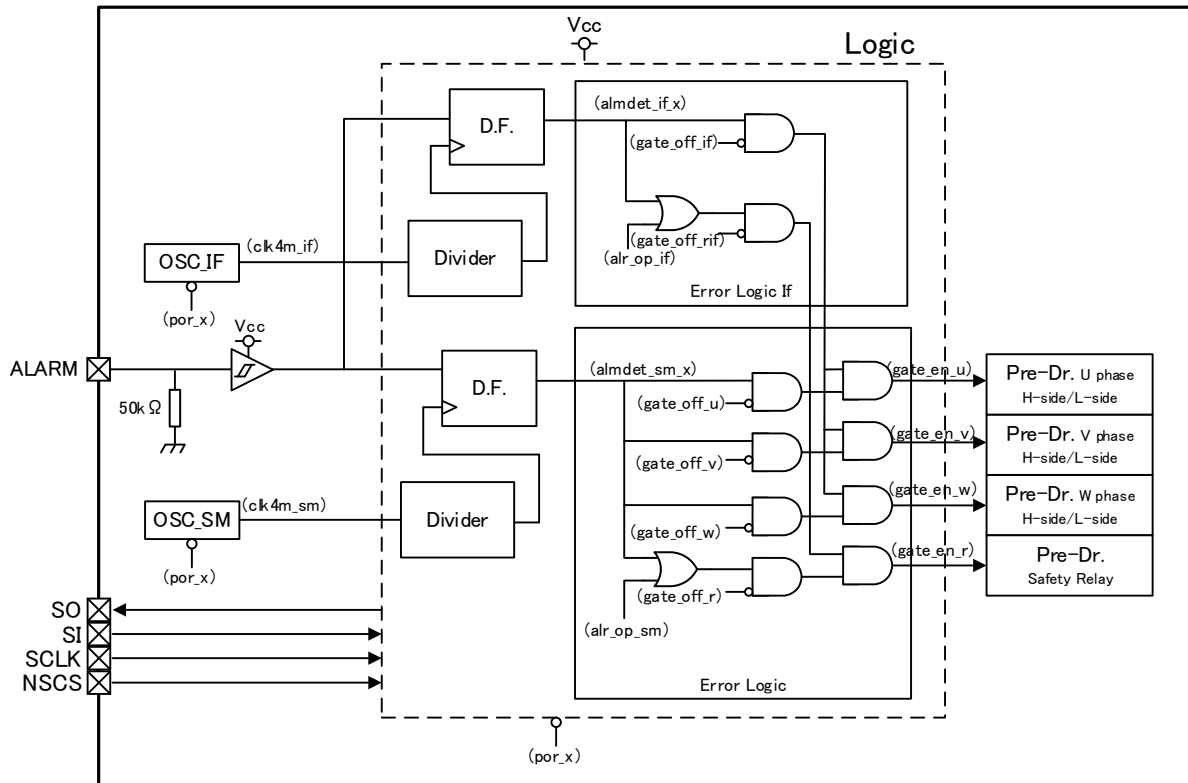 Vcc
Logic
D.F.
(almdet_if_x)
(gate_off_if)
(clk4m_if)
OSC_IF
Divider
(gate_off_rif)
(alr_op_if)
Error Logic If
(por_x)
Vcc
ALARM
50kΩ
D.F.
(almdet_sm_x)
(gate_off_u)
(gate_en_u)
Pre-Dr. U phase
H-side/L-side
(gate_off_v)
(gate_en_v)
Pre-Dr. V phase
H-side/L-side
(gate_off_w)
(gate_en_w)
Pre-Dr. W phase
H-side/L-side
(clk4m_sm)
OSC_SM
Divider
(gate_en_r)
Pre-Dr.
Safety Relay
(gate_off_r)
(alr_op_sm)
(por_x)
SO
SI
SCLK
NSCS
Error Logic
(por_x)